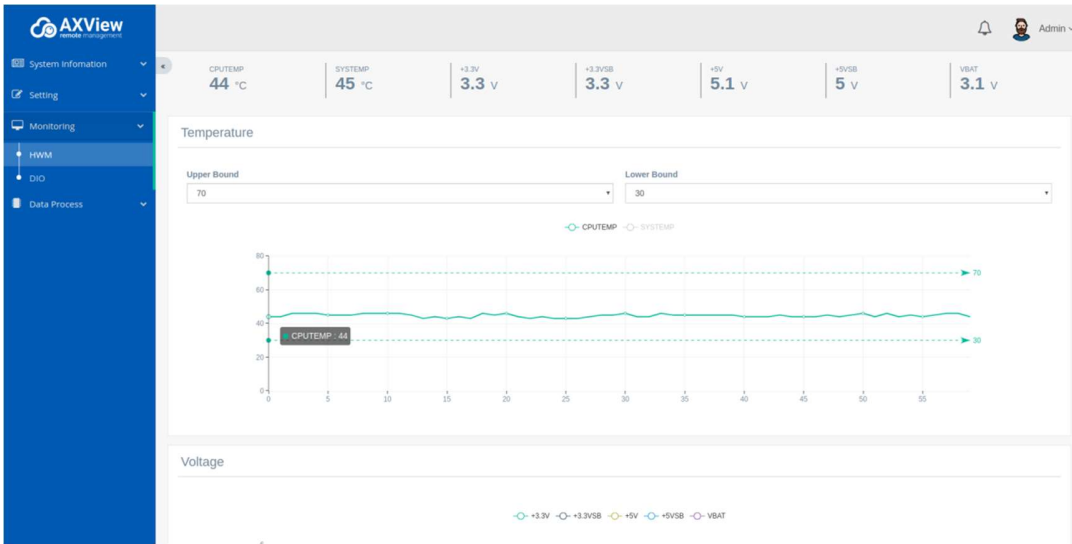 AXView
remote management
Admin
System Infomation
Setting
Monitoring
HWM
DIO
Data Process
«
CPUTEMP
44 °C
SYSTEMP
45 °C
+3.3V
3.3 V
+3.3VSB
3.3 V
+5V
5.1 V
+5VSB
5 V
VBAT
3.1 V
Temperature
Upper Bound
70
Lower Bound
30
CPUTEMP SYSTEMP
80
70
60
40
CPUTEMP : 44
30
20
0
0 5 10 15 20 25 30 35 40 45 50 55
Voltage
+3.3V +3.3VSB +5V +5VSB VBAT